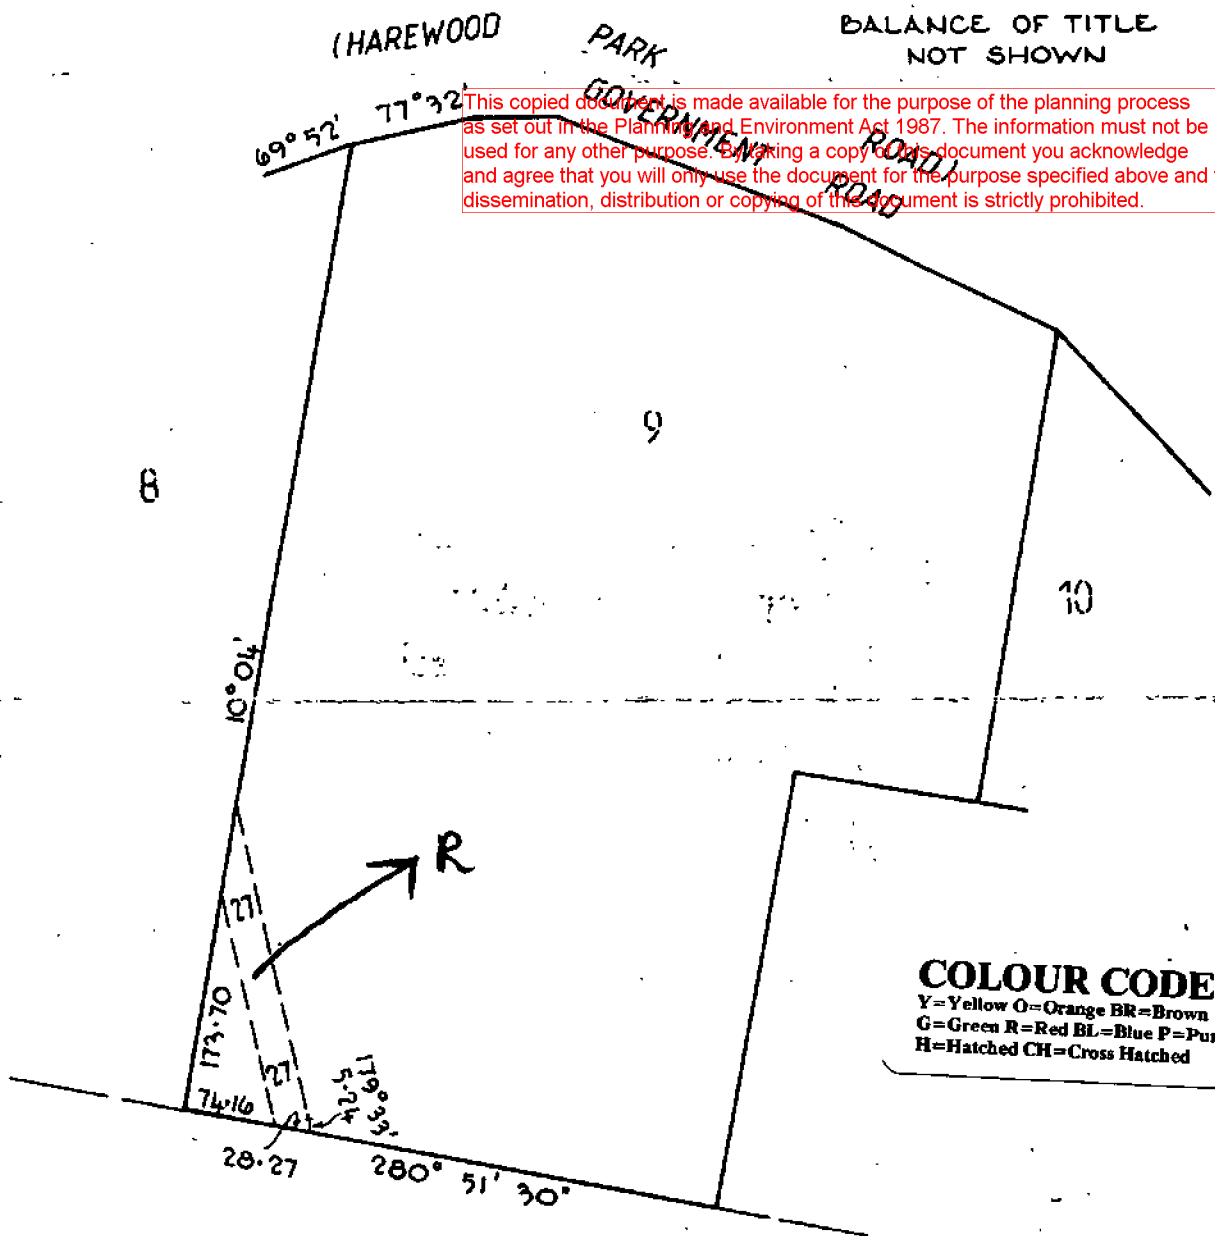 BALANCE OF TITLE
NOT SHOWN
(HAREWOOD PARK
GOVERNMENT ROAD)
ROAD
This copied document is made available for the purpose of the planning process
as set out in the Planning and Environment Act 1987. The information must not be
used for any other purpose. By taking a copy of this document you acknowledge
and agree that you will only use the document for the purpose specified above and
dissemination, distribution or copying of this document is strictly prohibited.
69°52'
77°32'
9
8
10
10°04'
R
27
173·70
27
74·16
179°33'
5·24
28·27
280° 51' 30"
COLOUR CODE
Y=Yellow O=Orange BR=Brown
G=Green R=Red BL=Blue P=Pur
H=Hatched CH=Cross Hatched